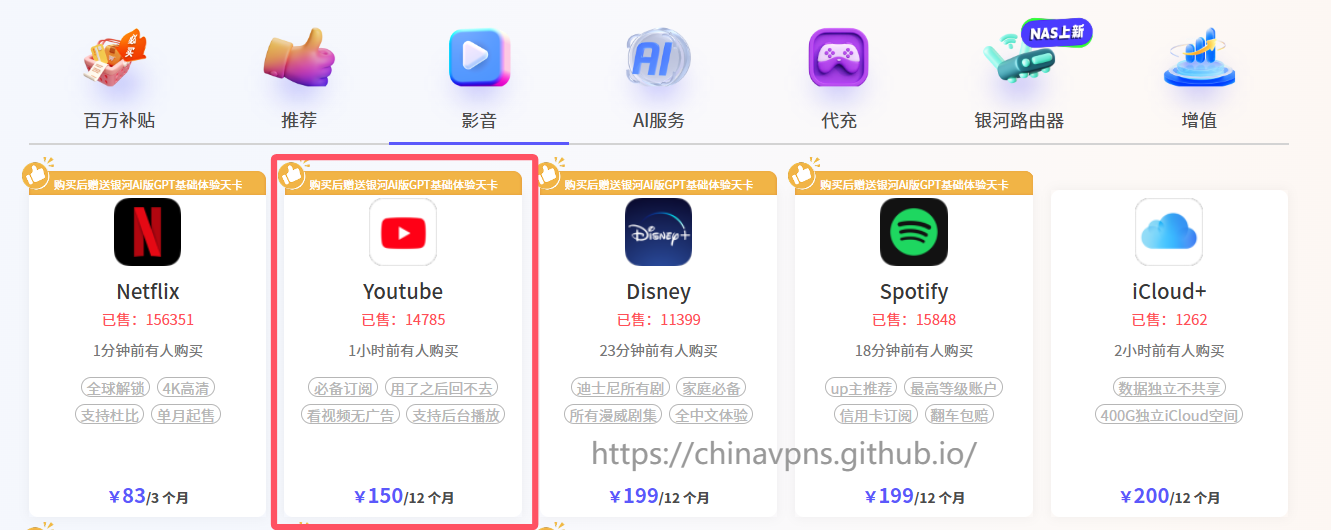 必买
AI
NAS上新
百万补贴
推荐
影音
AI服务
代充
银河路由器
增值
购买后赠送银河AI版GPT基础体验天卡
购买后赠送银河AI版GPT基础体验天卡
购买后赠送银河AI版GPT基础体验天卡
购买后赠送银河AI版GPT基础体验天卡
N
Disney+
Netflix
已售：156351
1分钟前有人购买
全球解锁 4K高清
支持杜比 单月起售
￥83/3 个月
Youtube
已售：14785
1小时前有人购买
必备订阅 用了之后回不去
看视频无广告 支持后台播放
￥150/12 个月
Disney
已售：11399
23分钟前有人购买
迪士尼所有剧 家庭必备
所有漫威剧集 全中文体验
￥199/12 个月
Spotify
已售：15848
18分钟前有人购买
up主推荐 最高等级账户
信用卡订阅 翻车包赔
￥199/12 个月
iCloud+
已售：1262
2小时前有人购买
数据独立不共享
400G独立iCloud空间
￥200/12 个月
https://chinavpns.github.io/